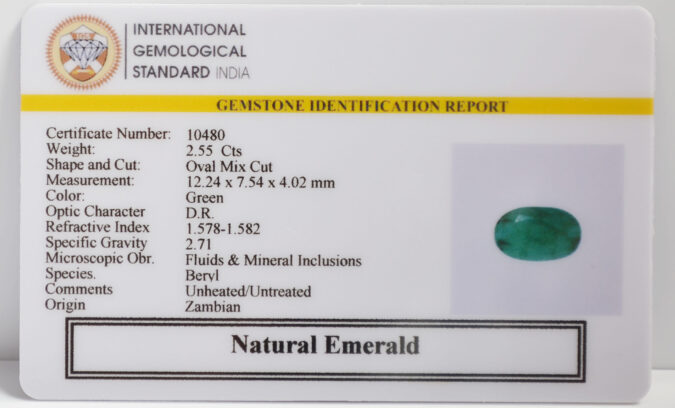 INTERNATIONAL
GEMOLOGICAL
STANDARD INDIA
GEMSTONE IDENTIFICATION REPORT
Certificate Number: 10480
Weight: 2.55 Cts
Shape and Cut: Oval Mix Cut
Measurement: 12.24 x 7.54 x 4.02 mm
Color: Green
Optic Character D.R.
Refractive Index 1.578-1.582
Specific Gravity 2.71
Microscopic Obr. Fluids & Mineral Inclusions
Species. Beryl
Comments Unheated/Untreated
Origin Zambian
Natural Emerald